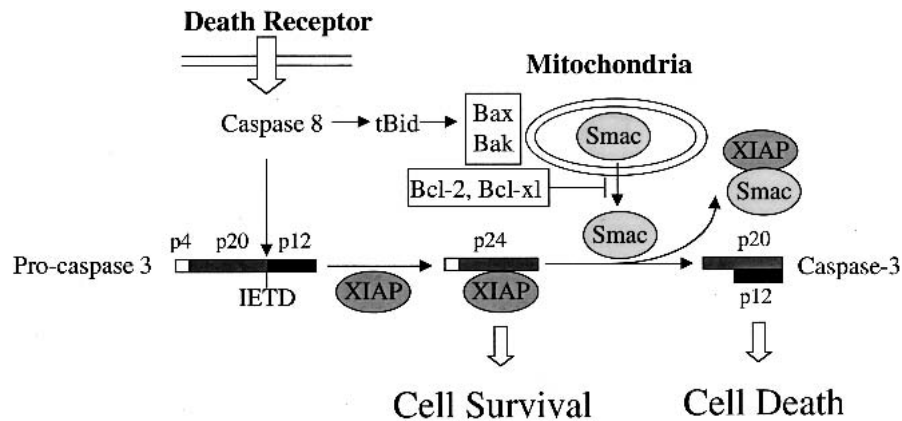 Death Receptor
Mitochondria
Caspase 8
tBid
Bax
Bak
Smac
XIAP
Smac
Bcl-2, Bcl-xl
Smac
p4 p20 p12
p24
p20
Pro-caspase 3
Caspase-3
IETD
XIAP
XIAP
p12
Cell Survival
Cell Death